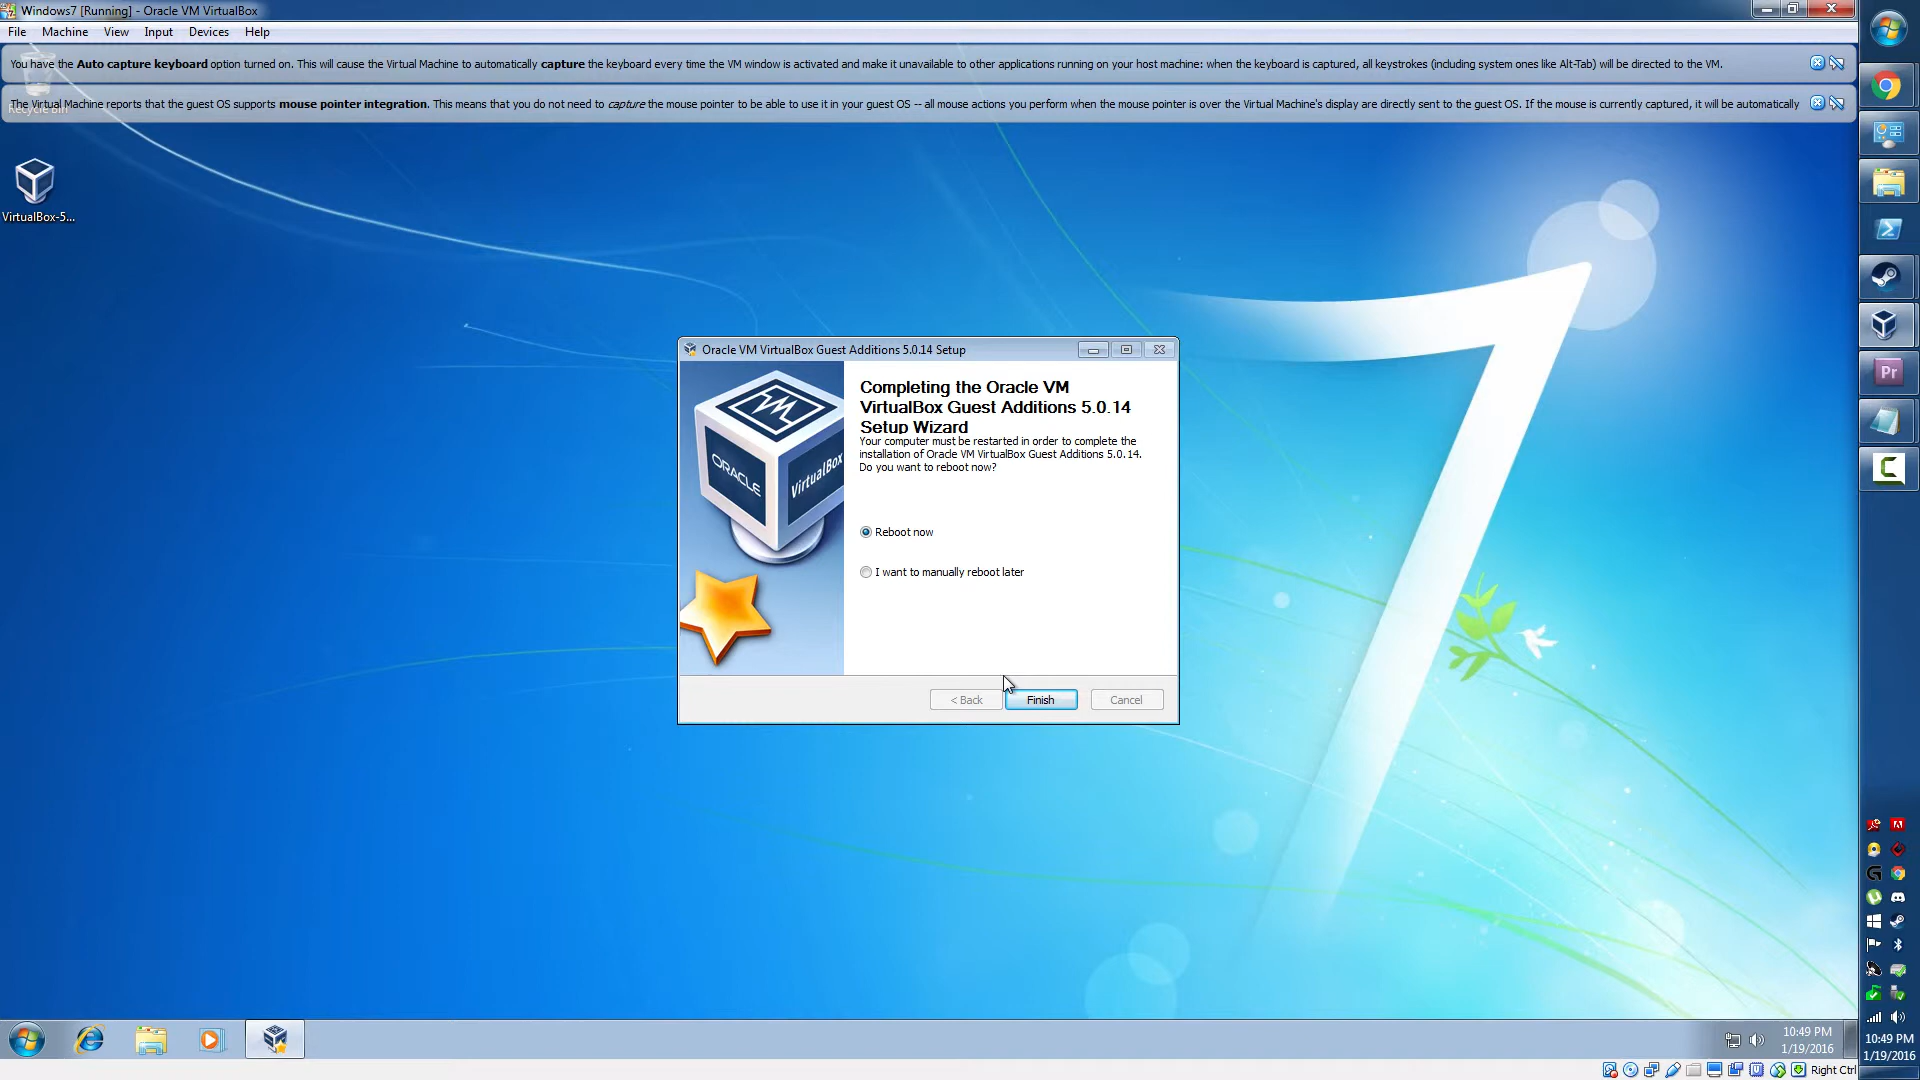 Windows7 [Running] - Oracle VM VirtualBox
File Machine View Input Devices Help
You have the Auto capture keyboard option turned on. This will cause the Virtual Machine to automatically capture the keyboard every time the VM window is activated and make it unavailable to other applications running on your host machine: when the keyboard is captured, all keystrokes (including system ones like Alt-Tab) will be directed to the VM.
The Virtual Machine reports that the guest OS supports mouse pointer integration. This means that you do not need to capture the mouse pointer to be able to use it in your guest OS -- all mouse actions you perform when the mouse pointer is over the Virtual Machine's display are directly sent to the guest OS. If the mouse is currently captured, it will be automatically
Recycle Bin
VirtualBox-5...
Oracle VM VirtualBox Guest Additions 5.0.14 Setup
Completing the Oracle VM
VirtualBox Guest Additions 5.0.14
Setup Wizard
Your computer must be restarted in order to complete the
installation of Oracle VM VirtualBox Guest Additions 5.0.14.
Do you want to reboot now?
ORACLE
VirtualBox
Reboot now
I want to manually reboot later
< Back
Finish
Cancel
Pr
10:49 PM
1/19/2016
10:49 PM
1/19/2016
Right Ctrl